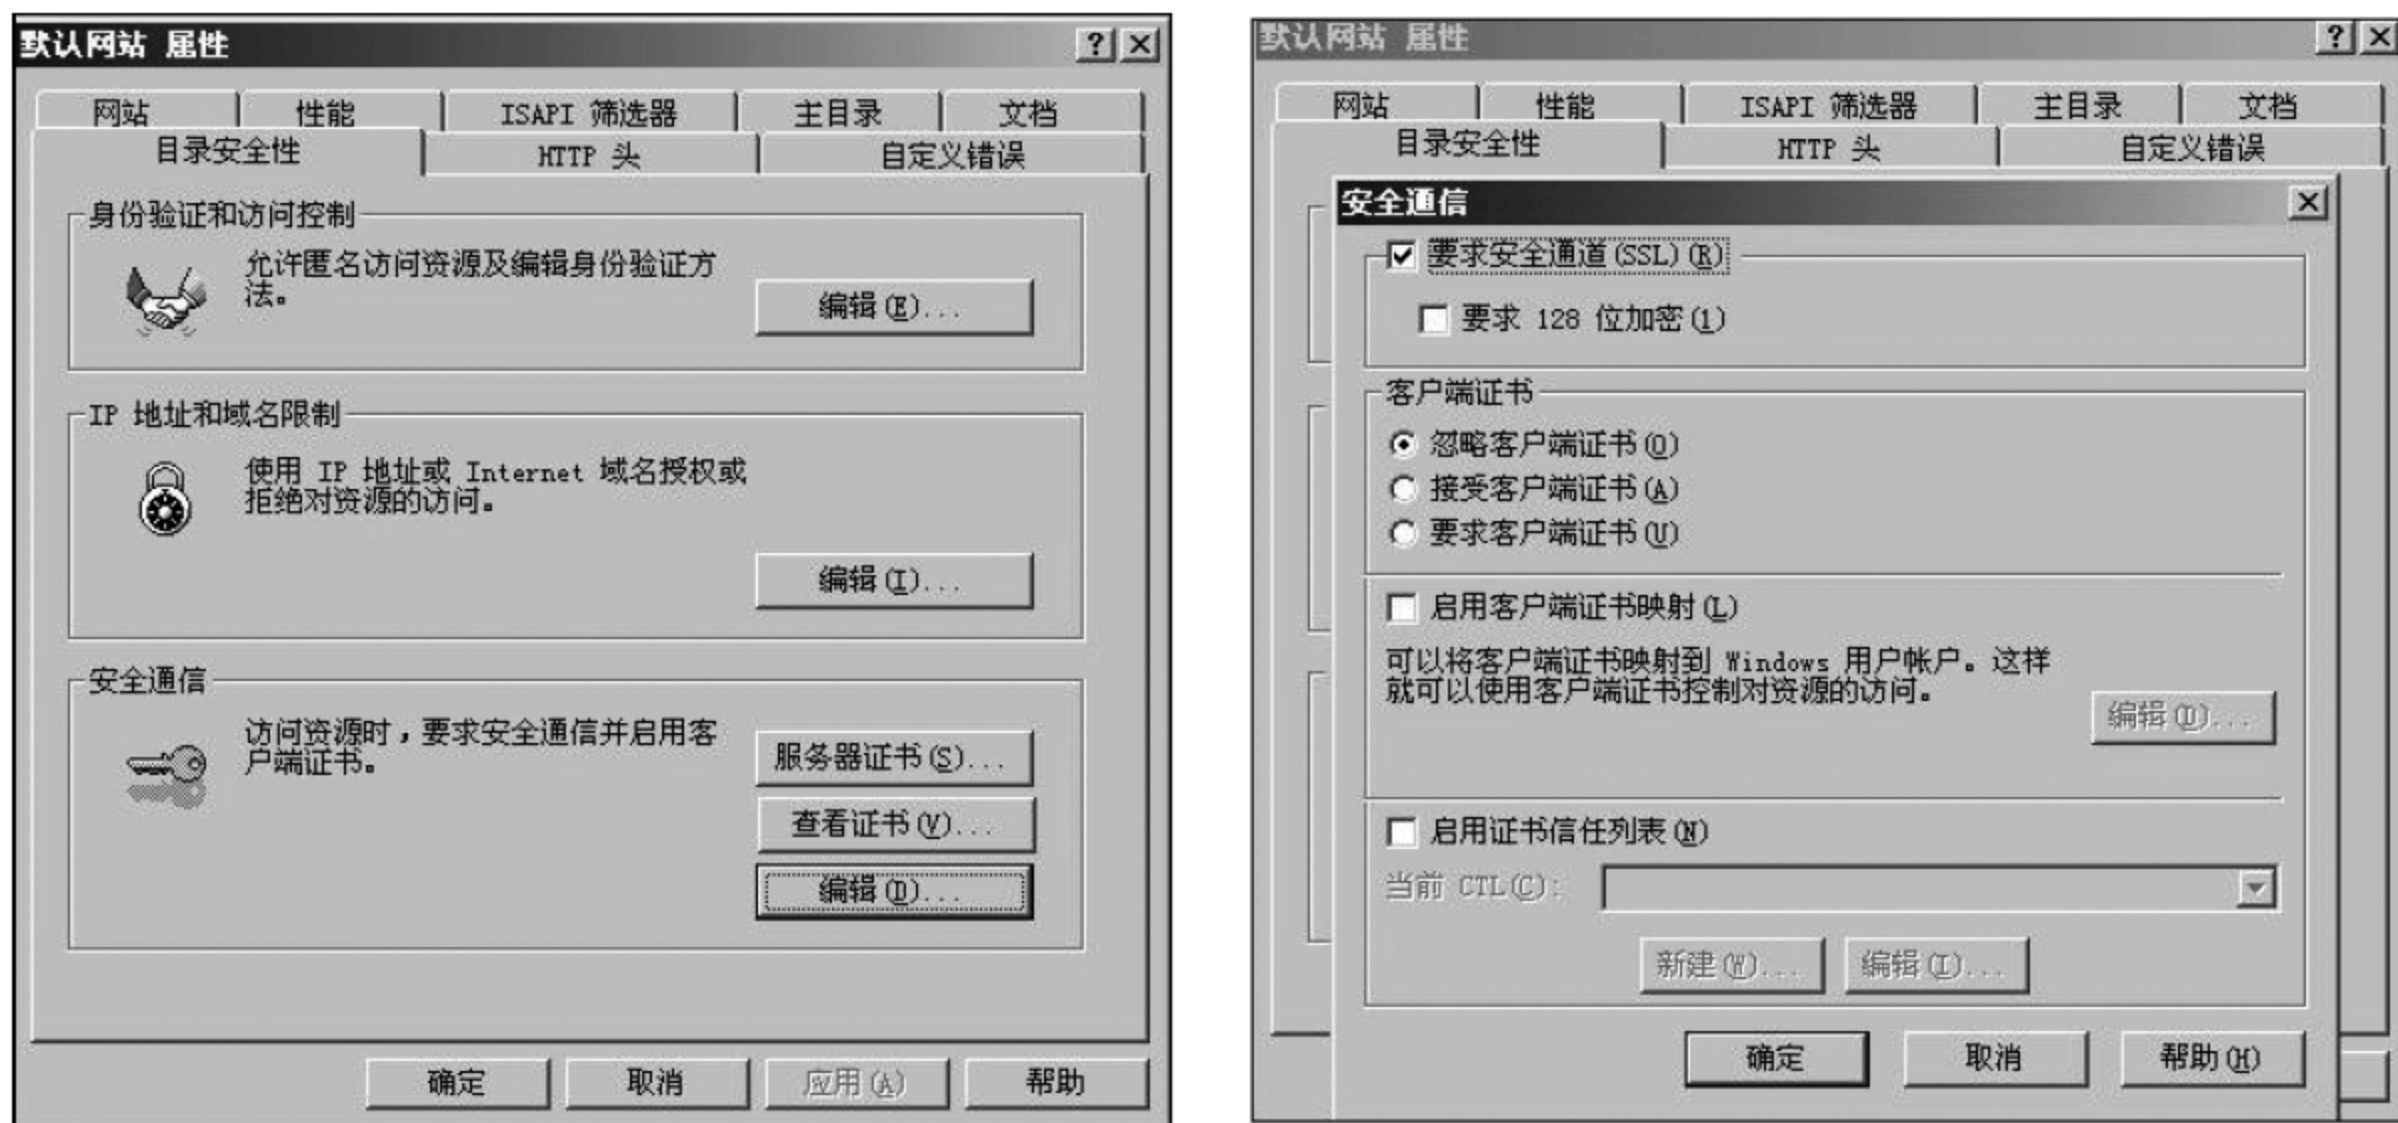 默认网站 属性
网站 性能 ISAPI 筛选器 主目录 文档
目录安全性 HTTP 头 自定义错误
身份验证和访问控制
允许匿名访问资源及编辑身份验证方
法。
编辑(E)...
IP 地址和域名限制
使用 IP 地址或 Internet 域名授权或
拒绝对资源的访问。
编辑(I)...
安全通信
访问资源时，要求安全通信并启用客
户端证书。
服务器证书(S)...
查看证书(V)...
编辑(D)...
确定 取消 应用(A) 帮助
默认网站 属性
网站 性能 ISAPI 筛选器 主目录 文档
目录安全性 HTTP 头 自定义错误
安全通信
要求安全通道(SSL)(R)
要求 128 位加密(1)
客户端证书
忽略客户端证书(O)
接受客户端证书(A)
要求客户端证书(U)
启用客户端证书映射(L)
可以将客户端证书映射到 Windows 用户帐户。这样
就可以使用客户端证书控制对资源的访问。
编辑(D)...
启用证书信任列表(N)
当前 CTL(C):
新建(W)... 编辑(I)...
确定 取消 帮助(H)